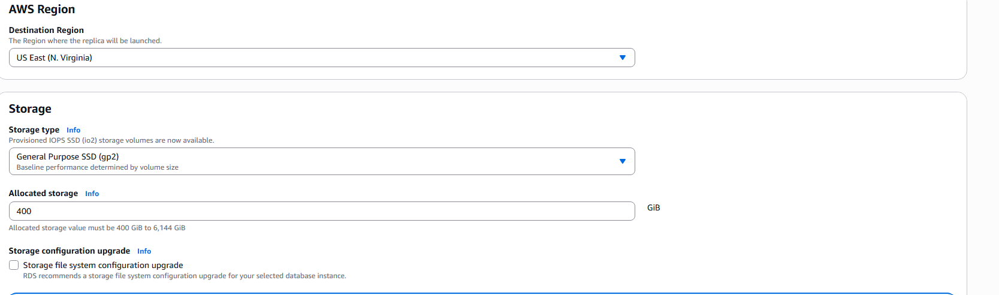 AWS Region
Destination Region
The Region where the replica will be launched.
US East (N. Virginia)
Storage
Storage type Info
Provisioned IOPS SSD (io2) storage volumes are now available.
General Purpose SSD (gp2)
Baseline performance determined by volume size
Allocated storage Info
400
GiB
Allocated storage value must be 400 GiB to 6,144 GiB
Storage configuration upgrade Info
Storage file system configuration upgrade
RDS recommends a storage file system configuration upgrade for your selected database instance.